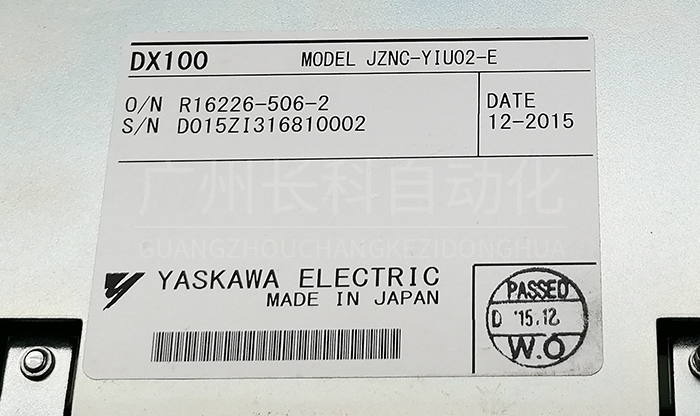 DX100 MODEL JZNC-YIU02-E
O/N R16226-506-2
S/N D015ZI316810002
DATE
12-2015
广州长科自动化
GUANGZHOUCHANGKEZIDONGHUA
YASKAWA ELECTRIC
MADE IN JAPAN
PASSED
D '15.12
W.O